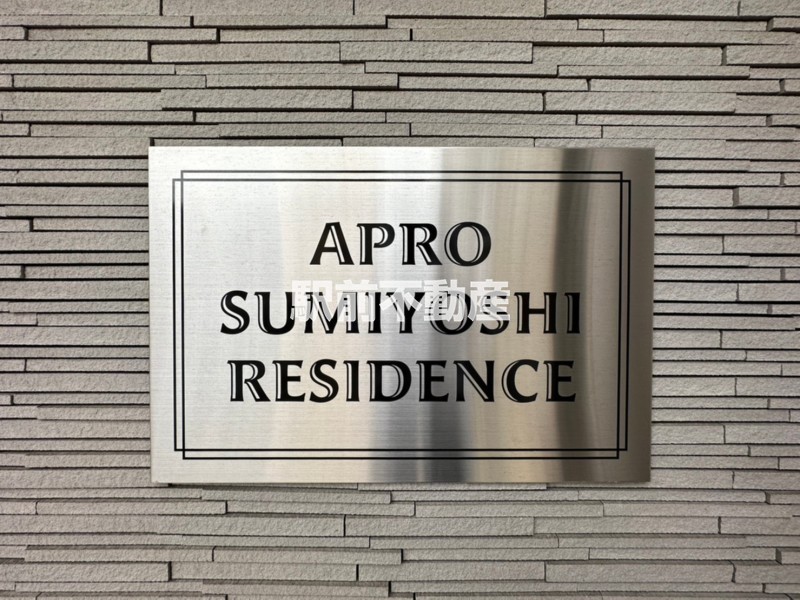 APRO
SUMIYOSHI
駅前不動産
RESIDENCE